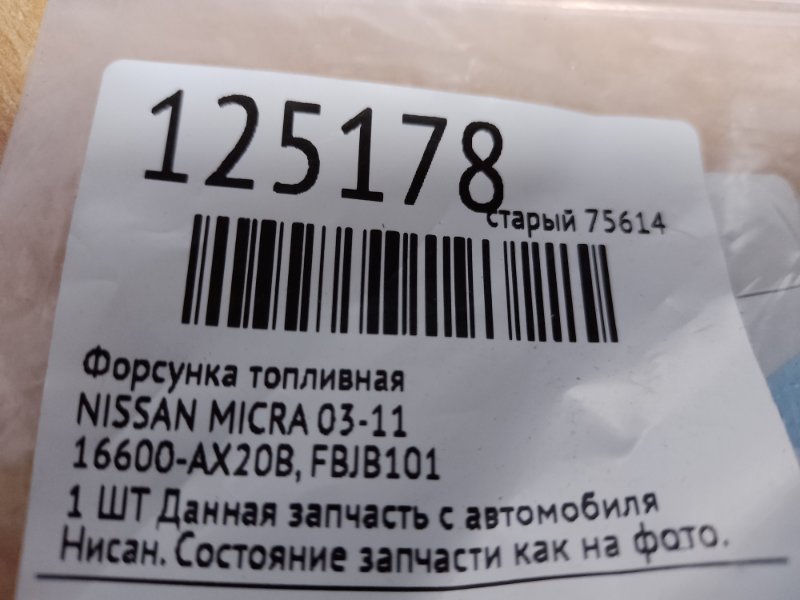 125178
старый 75614
Форсунка топливная
NISSAN MICRA 03-11
16600-AX20B, FBJB101
1 ШТ Данная запчасть с автомобиля
Нисан. Состояние запчасти как на фото.